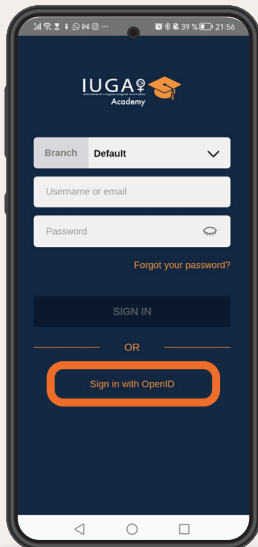 39 % 21:56
IUGA
Academy
Branch Default
Username or email
Password
Forgot your password?
SIGN IN
OR
Sign in with OpenID